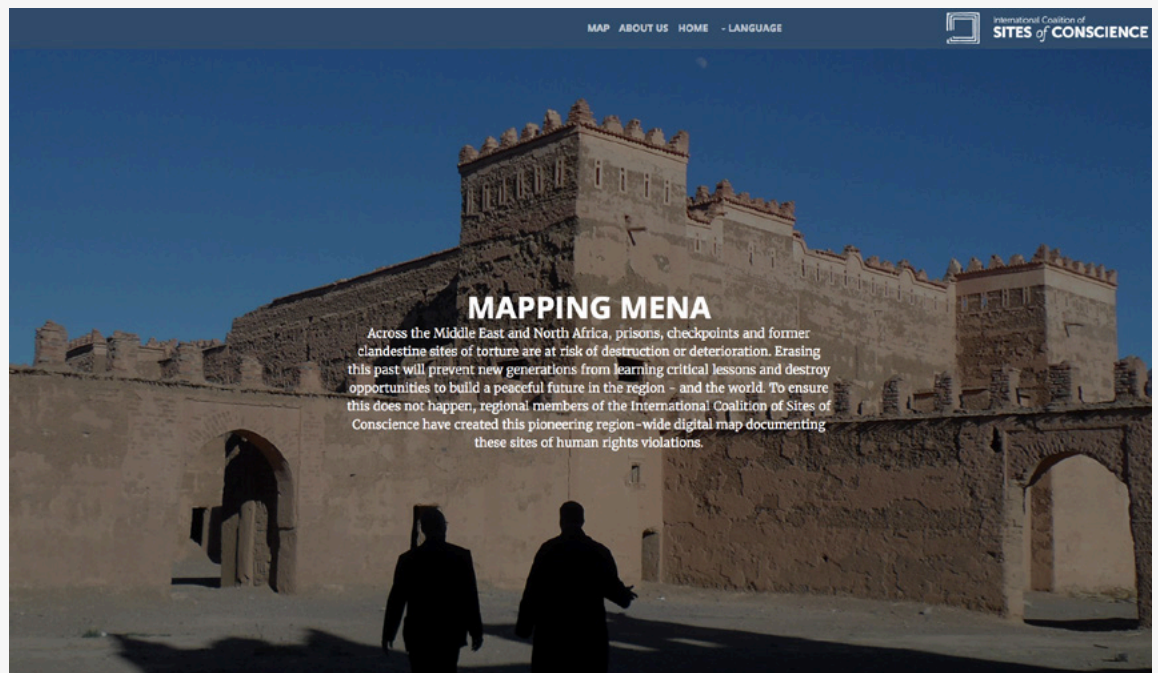 MAP ABOUT US HOME - LANGUAGE
International Coalition of
SITES of CONSCIENCE
MAPPING MENA
Across the Middle East and North Africa, prisons, checkpoints and former
clandestine sites of torture are at risk of destruction or deterioration. Erasing
this past will prevent new generations from learning critical lessons and destroy
opportunities to build a peaceful future in the region - and the world. To ensure
this does not happen, regional members of the International Coalition of Sites of
Conscience have created this pioneering region-wide digital map documenting
these sites of human rights violations.